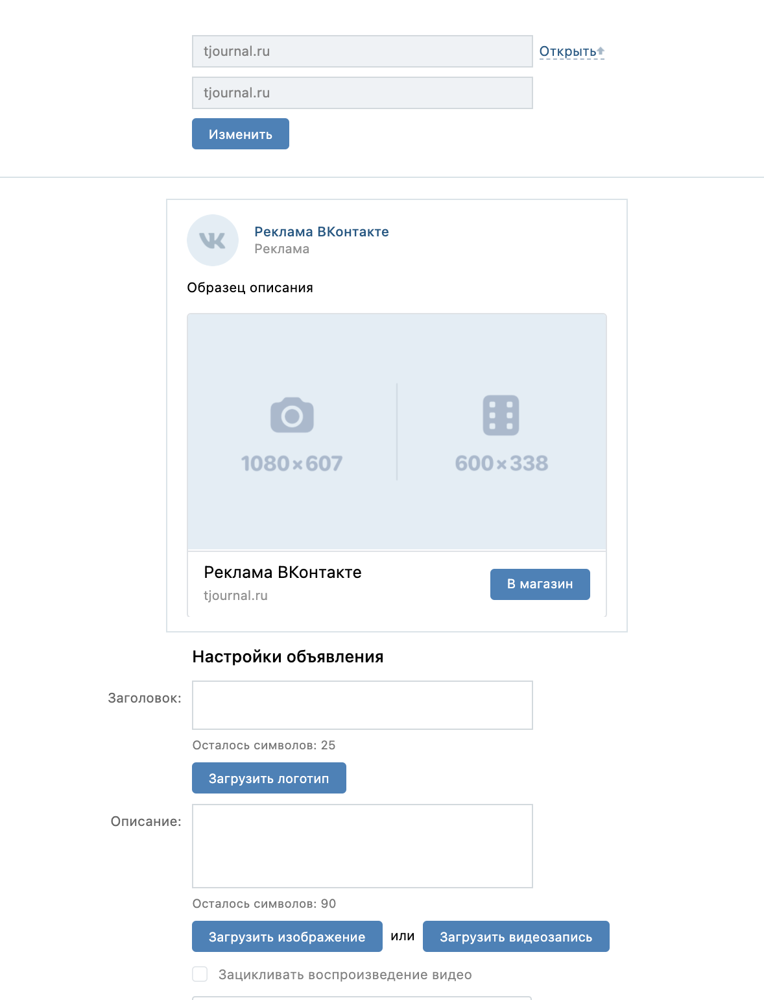 tjournal.ru
Открыть
tjournal.ru
Изменить
Реклама ВКонтакте
Реклама
Образец описания
1080×607
600×338
Реклама ВКонтакте
tjournal.ru
В магазин
Настройки объявления
Заголовок:
Осталось символов: 25
Загрузить логотип
Описание:
Осталось символов: 90
Загрузить изображение или Загрузить видеозапись
Зацикливать воспроизведение видео